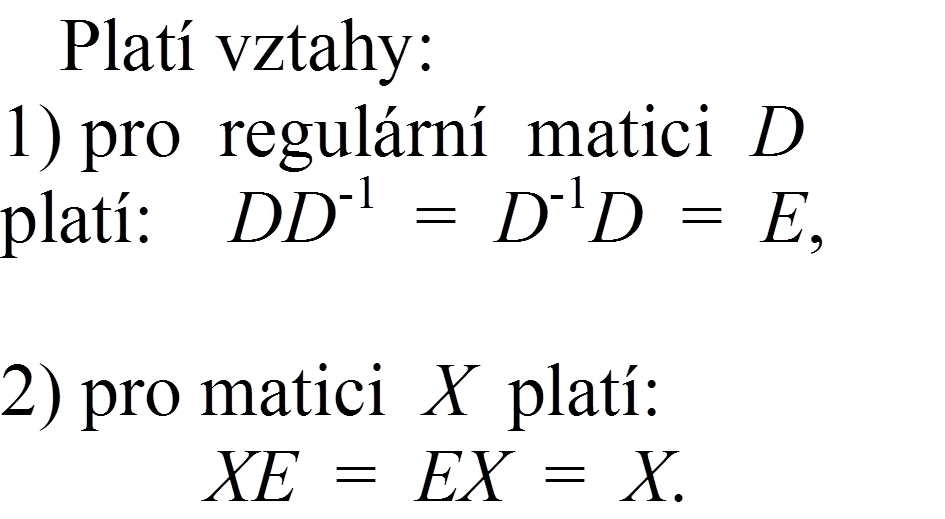 Platí vztahy:
1) pro regulární matici D
platí: DD⁻¹ = D⁻¹D = E,
2) pro matici X platí:
XE = EX = X.